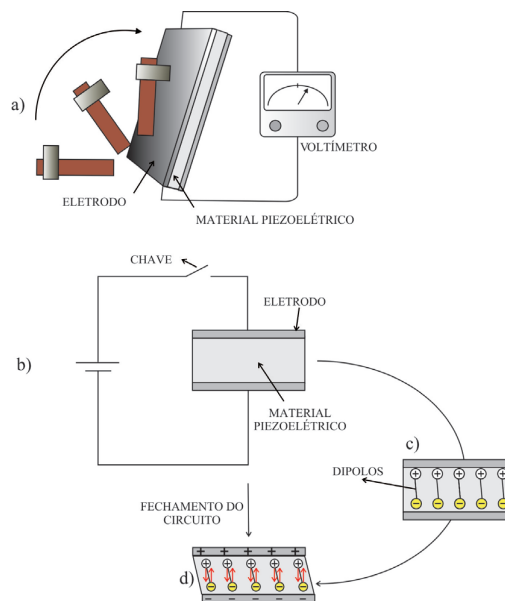 a)
VOLTÍMETRO
ELETRODO
MATERIAL PIEZOELÉTRICO
CHAVE
ELETRODO
b)
MATERIAL
PIEZOELÉTRICO
c)
DIPOLOS
FECHAMENTO DO
CIRCUITO
d)